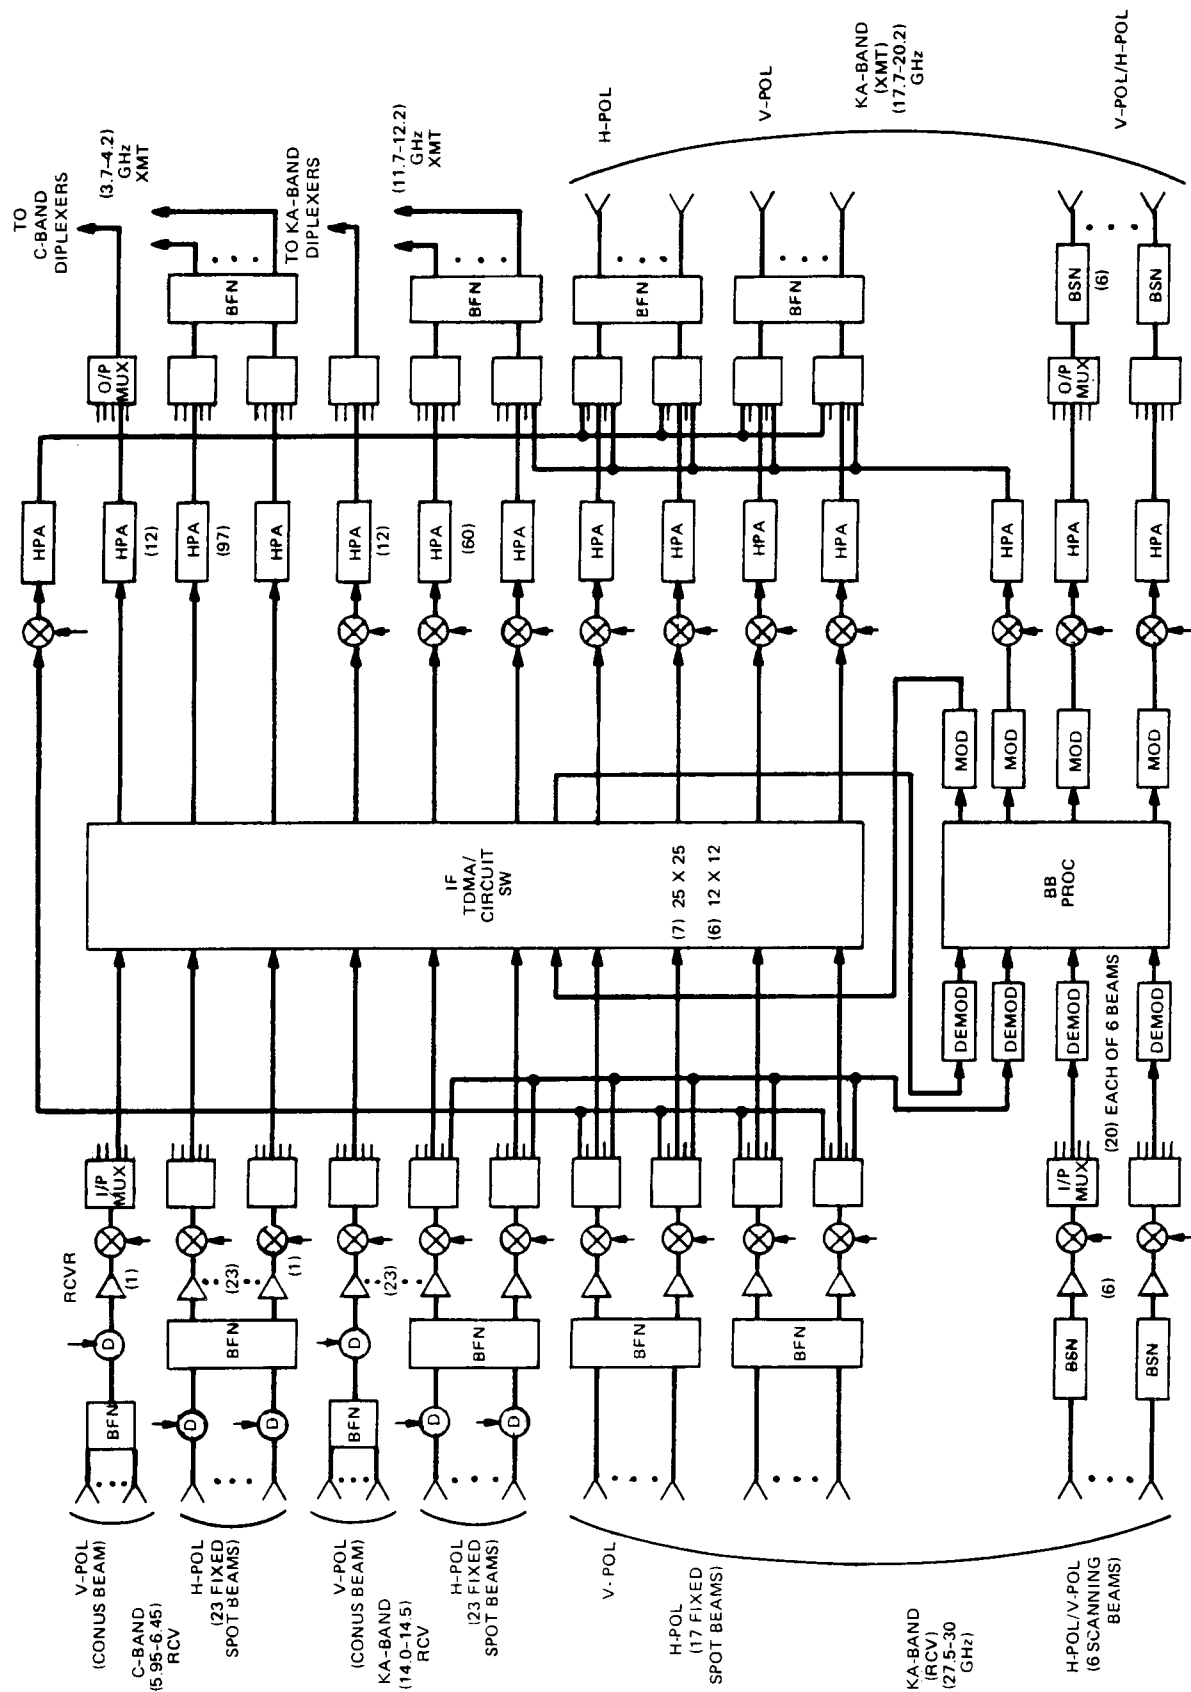 V-POL
(CONUS BEAM)
C-BAND
(5.95-6.45)
RCV
H-POL
(23 FIXED
SPOT BEAMS)
V-POL
(CONUS BEAM)
KA-BAND
(14.0-14.5)
RCV
H-POL
(23 FIXED
SPOT BEAMS)
V-POL
H-POL
(17 FIXED
SPOT BEAMS)
KA-BAND
(RCV)
(27.5-30
GHz)
H-POL/V-POL
(6 SCANNING
BEAMS)
BFN
D
D
D
BFN
D
D
D
BFN
BFN
BFN
BFN
BSN
BSN
RCVR
(1)
(23)
(1)
(23)
(6)
I/P
MUX
I/P
MUX
(20) EACH OF 6 BEAMS
DEMOD
DEMOD
DEMOD
DEMOD
IF
TDMA/
CIRCUIT
SW
(7) 25 X 25
(6) 12 X 12
BB
PROC
MOD
MOD
MOD
MOD
HPA
HPA
(12)
HPA
(97)
HPA
HPA
(12)
HPA
(60)
HPA
HPA
HPA
HPA
HPA
HPA
HPA
HPA
O/P
MUX
O/P
MUX
BFN
BFN
BFN
BFN
BSN
(6)
BSN
TO
C-BAND
DIPLEXERS
(3.7-4.2)
GHz
XMT
TO KA-BAND
DIPLEXERS
(11.7-12.2)
GHz
XMT
H-POL
V-POL
KA-BAND
(XMT)
(17.7-20.2)
GHz
V-POL/H-POL